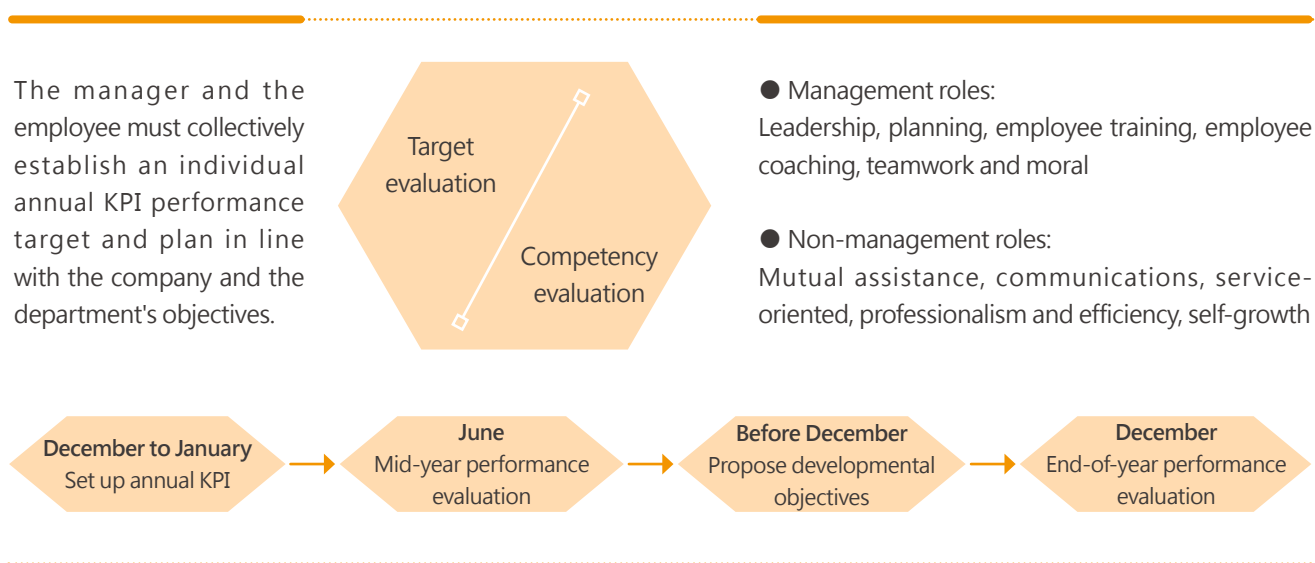 The manager and the
employee must collectively
establish an individual
annual KPI performance
target and plan in line
with the company and the
department's objectives.
Target
evaluation
Competency
evaluation
● Management roles:
Leadership, planning, employee training, employee
coaching, teamwork and moral
● Non-management roles:
Mutual assistance, communications, service-
oriented, professionalism and efficiency, self-growth
December to January
Set up annual KPI
June
Mid-year performance
evaluation
Before December
Propose developmental
objectives
December
End-of-year performance
evaluation